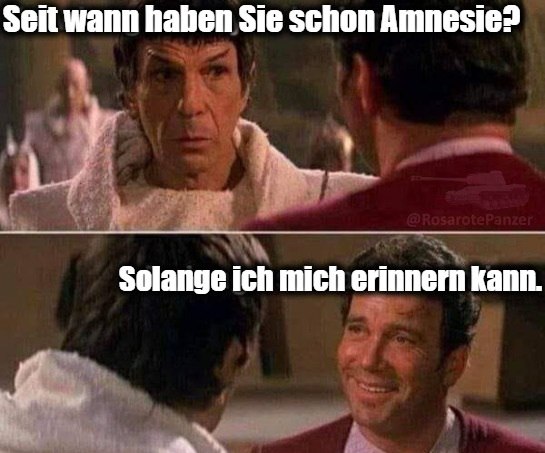 Seit wann haben Sie schon Amnesie?
@RosarotePanzer
Solange ich mich erinnern kann.